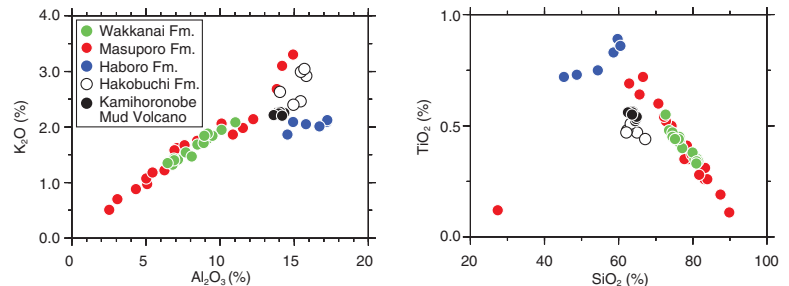 4.0
3.0
2.0
1.0
0.0
K₂O (%)
Wakkanai Fm.
Masuporo Fm.
Haboro Fm.
Hakobuchi Fm.
Kamihoronobe
Mud Volcano
0 5 10 15 20
Al₂O₃ (%)
1.0
0.5
0.0
TiO₂ (%)
20 40 60 80 100
SiO₂ (%)